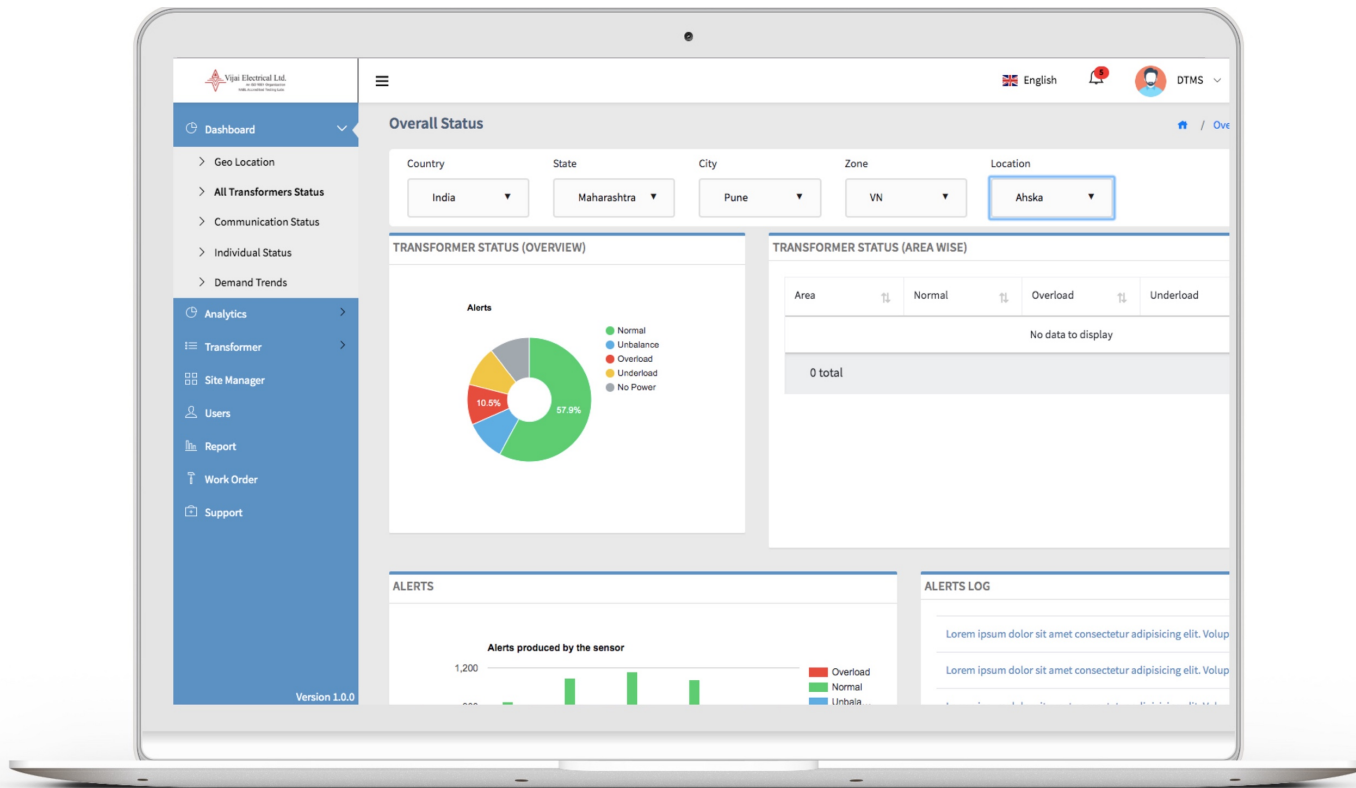 Vijai Electrical Ltd.
English
5
DTMS
Dashboard
Geo Location
All Transformers Status
Communication Status
Individual Status
Demand Trends
Analytics
Transformer
Site Manager
Users
Report
Work Order
Support
Version 1.0.0
Overall Status
/ Ove
Country State City Zone Location
India Maharashtra Pune VN Ahska
TRANSFORMER STATUS (OVERVIEW)
Alerts
Normal
Unbalance
Overload
Underload
No Power
10.5%
57.9%
TRANSFORMER STATUS (AREA WISE)
Area Normal Overload Underload
No data to display
0 total
ALERTS
Alerts produced by the sensor
1,200
Overload
Normal
Unbala...
ALERTS LOG
Lorem ipsum dolor sit amet consectetur adipisicing elit. Volup
Lorem ipsum dolor sit amet consectetur adipisicing elit. Volup